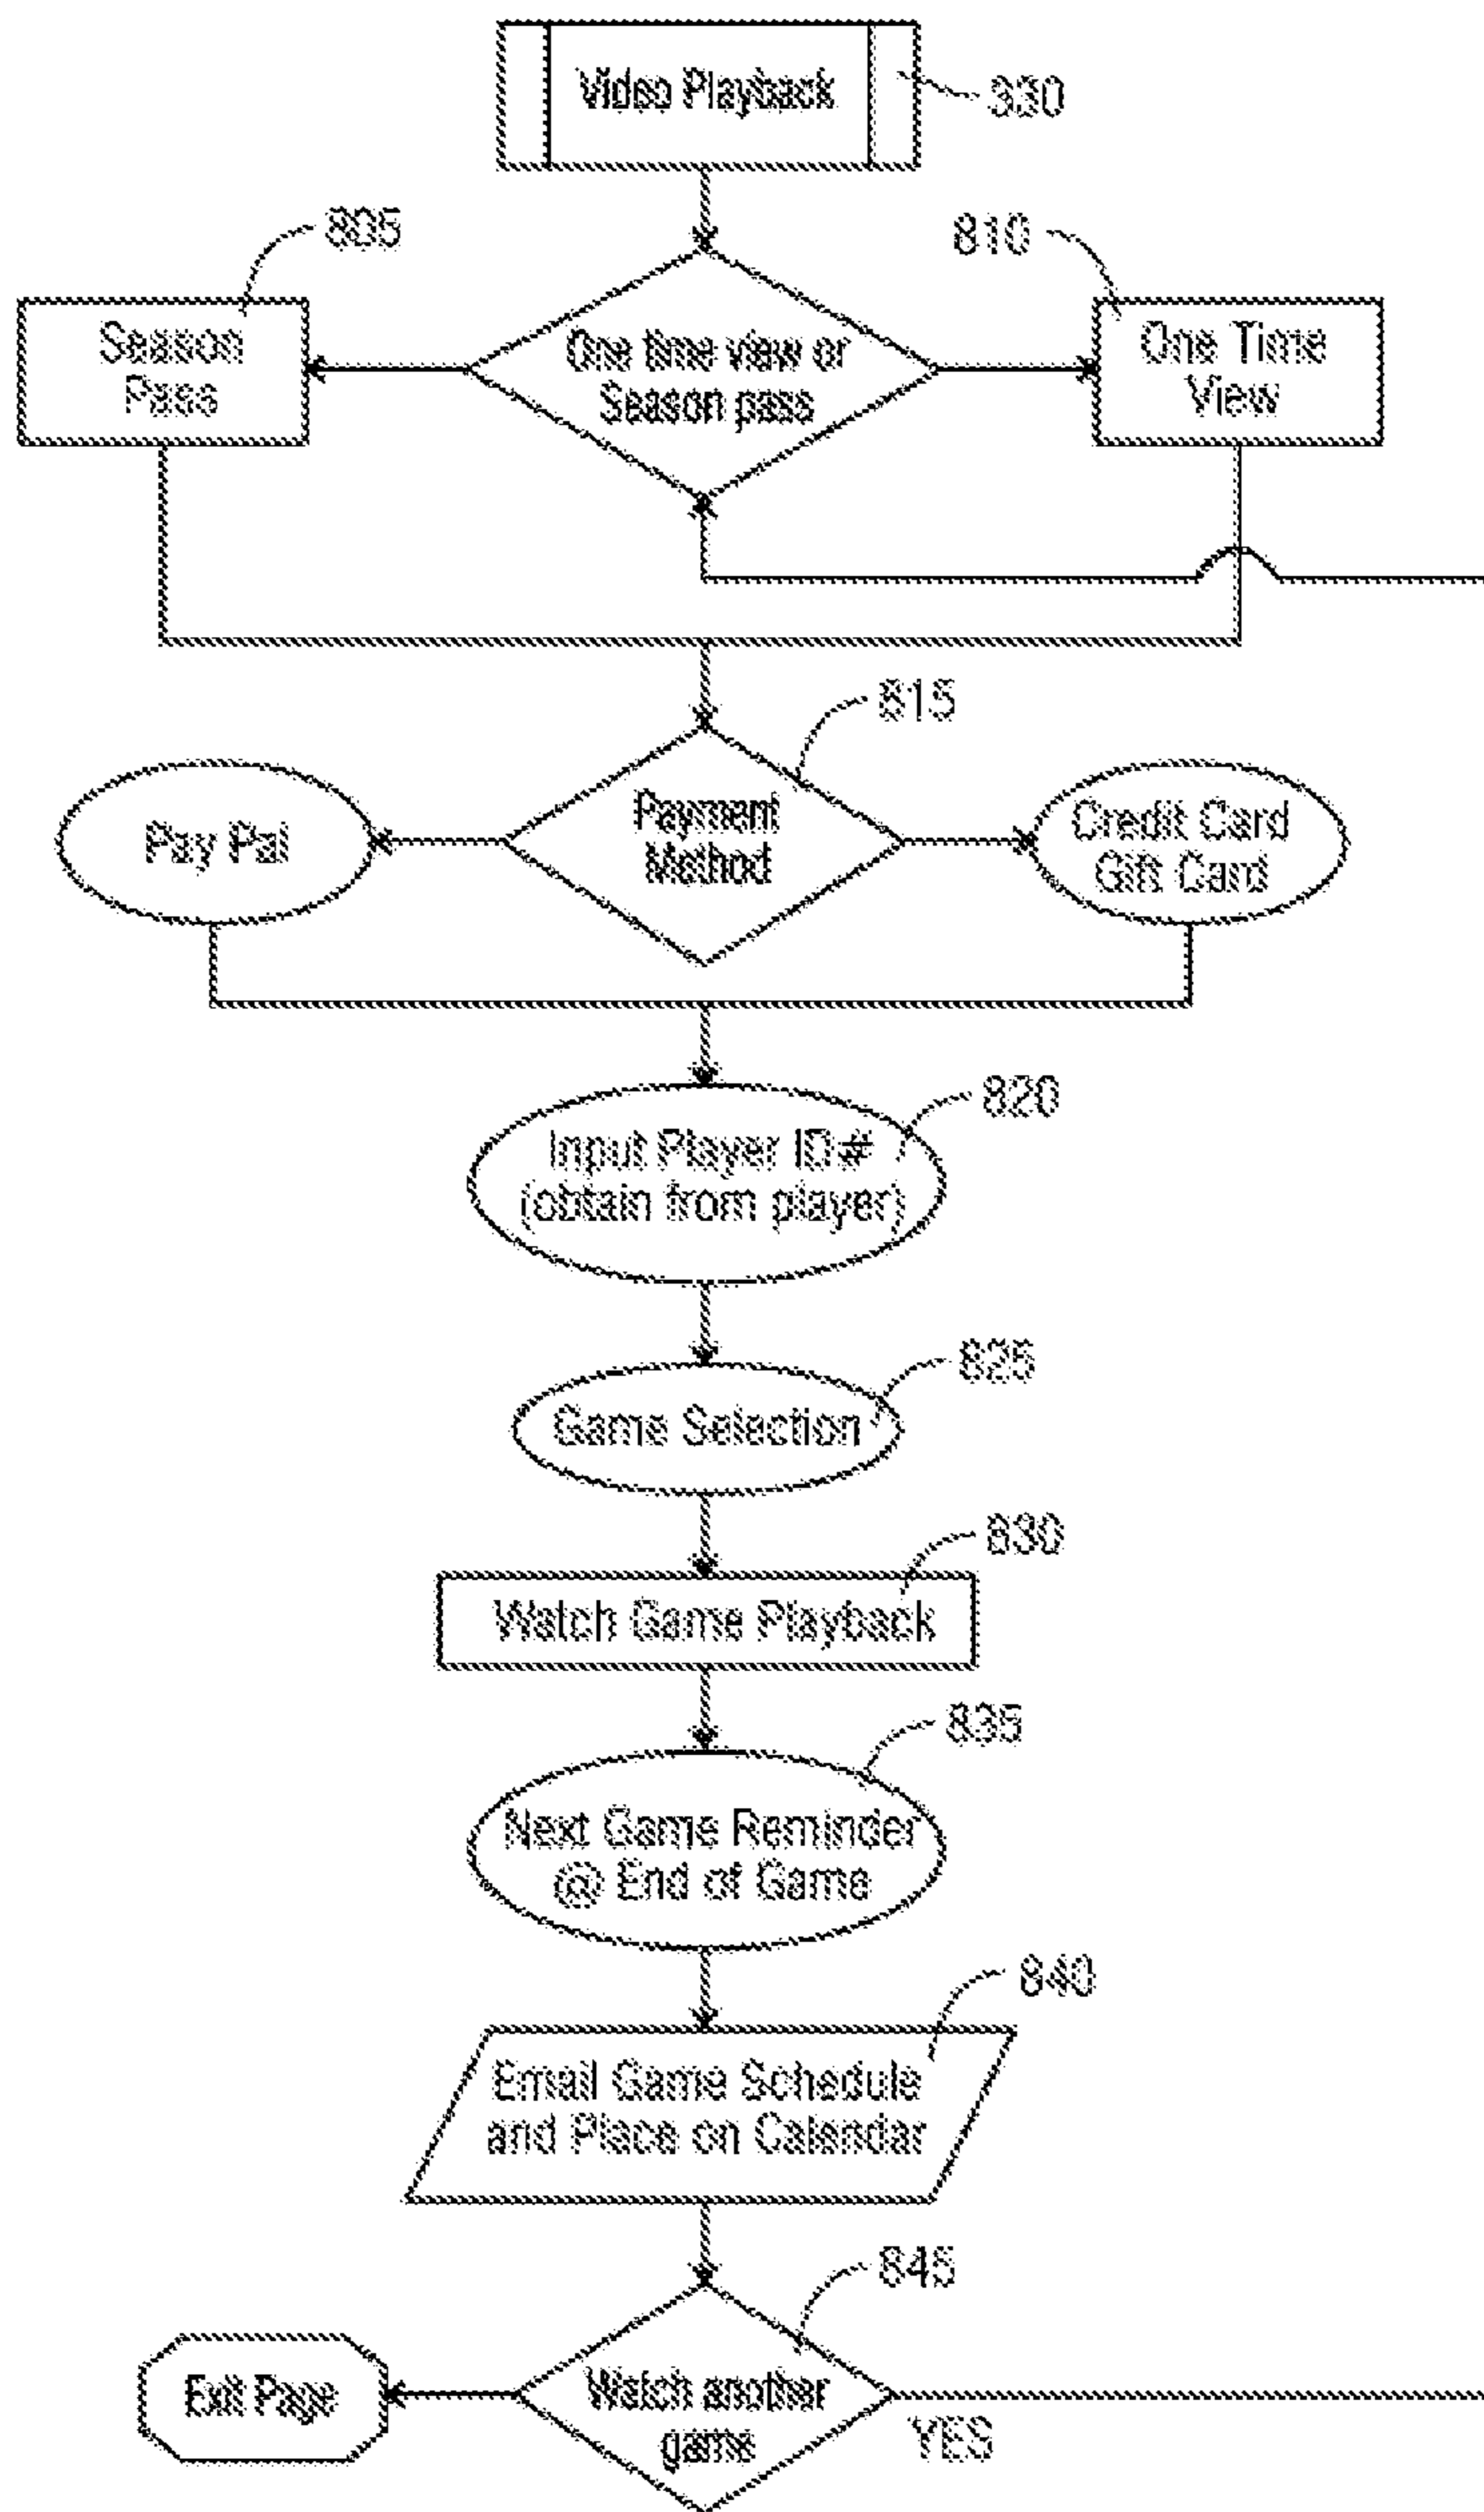 Video Playback
330
805
810
Season
Pass
One time view or
Season pass
One Time
View
815
Pay Pal
Payment
Method
Credit Card
Gift Card
820
Input Player ID#
(obtain from player)
825
Game Selection
830
Watch Game Playback
835
Next Game Reminder
@ End of Game
840
Email Game Schedule
and Place on Calendar
845
Exit Page
Watch another
game
YES